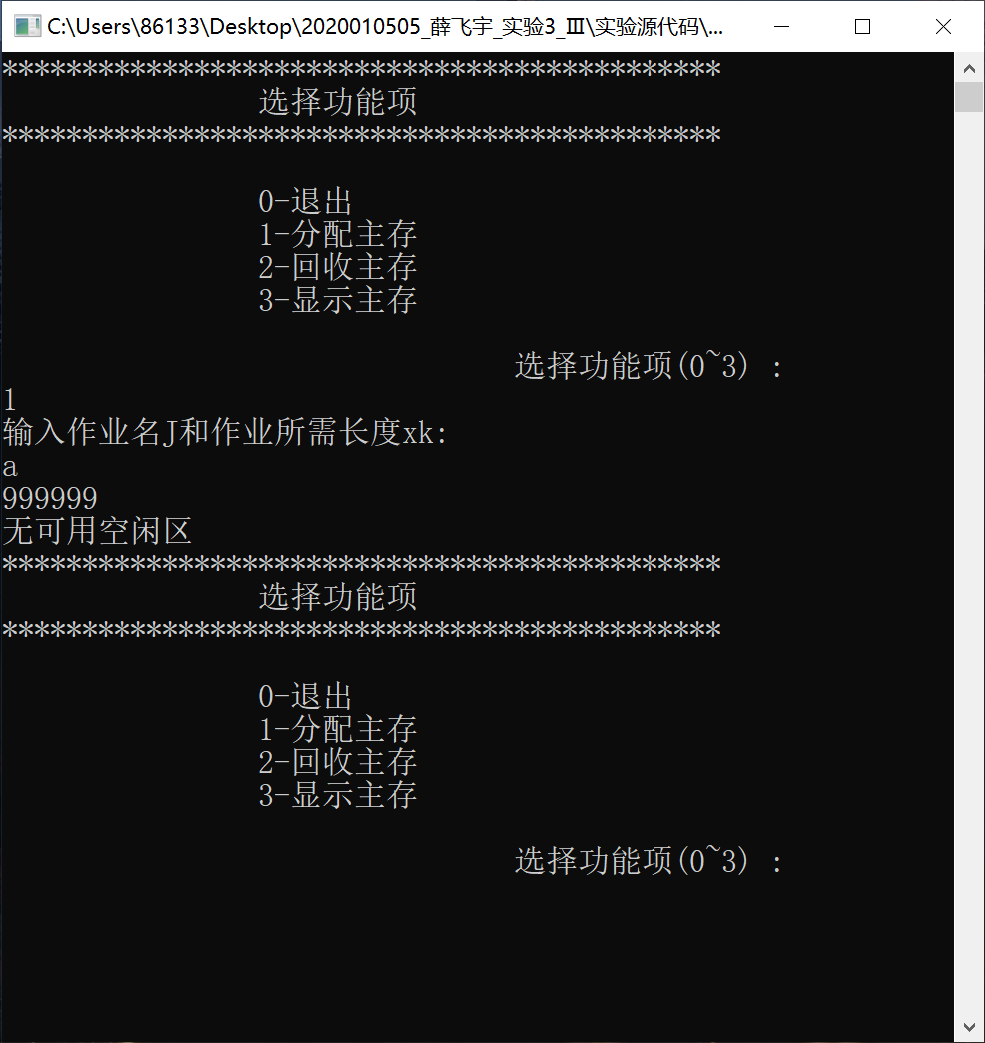 C:\Users\86133\Desktop\2020010505_薛飞宇_实验3_Ⅲ\实验源代码\...
*********************************************
选择功能项
*********************************************
0-退出
1-分配主存
2-回收主存
3-显示主存
选择功能项(0~3) :
1
输入作业名J和作业所需长度xk:
a
999999
无可用空闲区
*********************************************
选择功能项
*********************************************
0-退出
1-分配主存
2-回收主存
3-显示主存
选择功能项(0~3) :